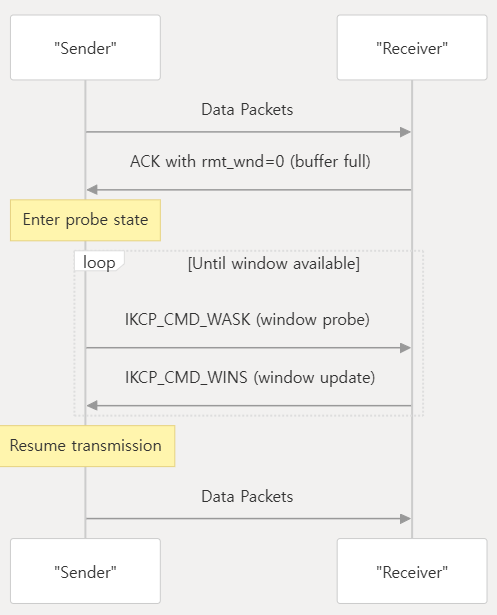 "Sender"
"Receiver"
Data Packets
ACK with rmt_wnd=0 (buffer full)
Enter probe state
loop
[Until window available]
IKCP_CMD_WASK (window probe)
IKCP_CMD_WINS (window update)
Resume transmission
Data Packets
"Sender"
"Receiver"